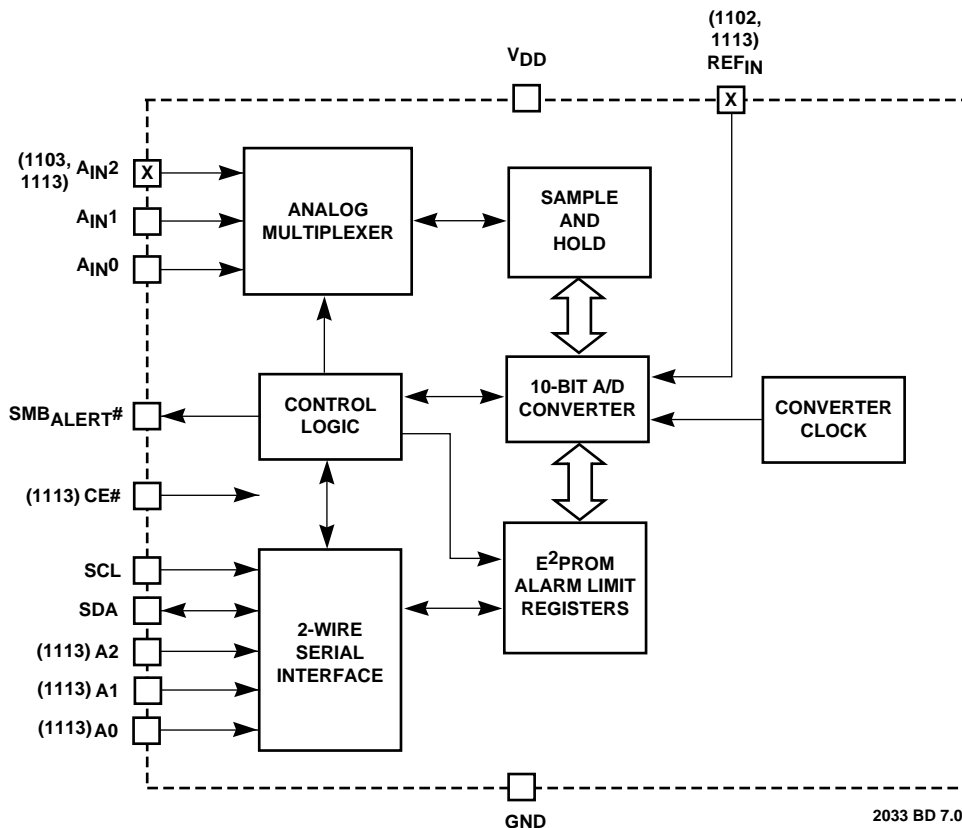 (1102,
1113)
REFIN
VDD
X
(1103,
1113)
AIN2
X
AIN1
AIN0
ANALOG
MULTIPLEXER
SAMPLE
AND
HOLD
SMBALERT#
CONTROL
LOGIC
10-BIT A/D
CONVERTER
CONVERTER
CLOCK
(1113) CE#
SCL
SDA
(1113) A2
(1113) A1
(1113) A0
2-WIRE
SERIAL
INTERFACE
E2PROM
ALARM LIMIT
REGISTERS
GND
2033 BD 7.0